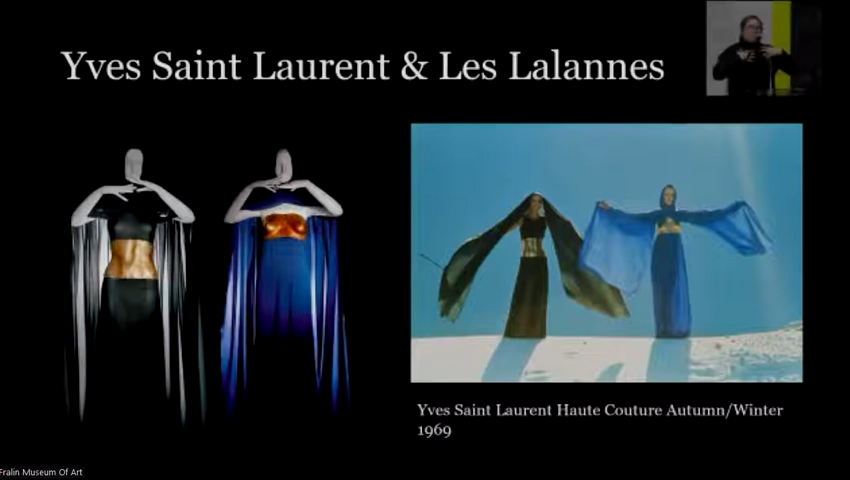 Yves Saint Laurent & Les Lalannes
Yves Saint Laurent Haute Couture Autumn/Winter
1969
Fralin Museum Of Art